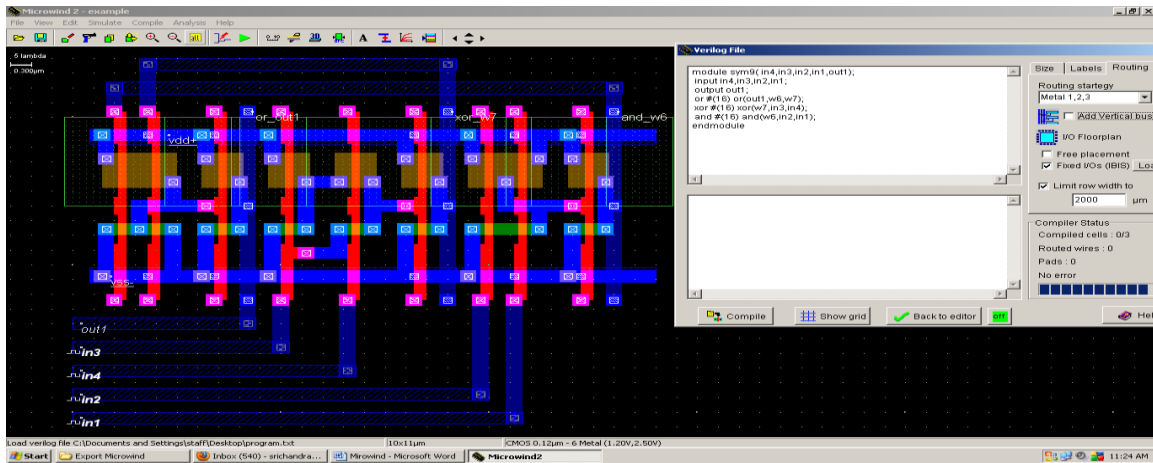 Microwind 2 - example
File View Edit Simulate Compile Analysis Help
5 lambda
0.300µm
or_out1
xor_w7
and_w6
vdd+
vss-
out1
in3
in4
in2
in1
Verilog File
module sym9( in4,in3,in2,in1,out1);
input in4,in3,in2,in1;
output out1;
or #(16) or(out1,w6,w7);
xor #(16) xor(w7,in3,in4);
and #(16) and(w6,in2,in1);
endmodule
Size Labels Routing
Routing startegy
Metal 1,2,3
Add Vertical bus
I/O Floorplan
Free placement
Fixed I/Os (IBIS) Loa
Limit row width to
2000 µm
Compiler Status
Compiled cells : 0/3
Routed wires : 0
Pads : 0
No error
Compile Show grid Back to editor off Hel
Load verilog file C:\Documents and Settings\staff\Desktop\program.txt 10x11µm CMOS 0.12µm - 6 Metal (1.20V,2.50V)
Start Export Microwind Inbox (540) - srichandra... Mirowind - Microsoft Word Microwind2 11:24 AM